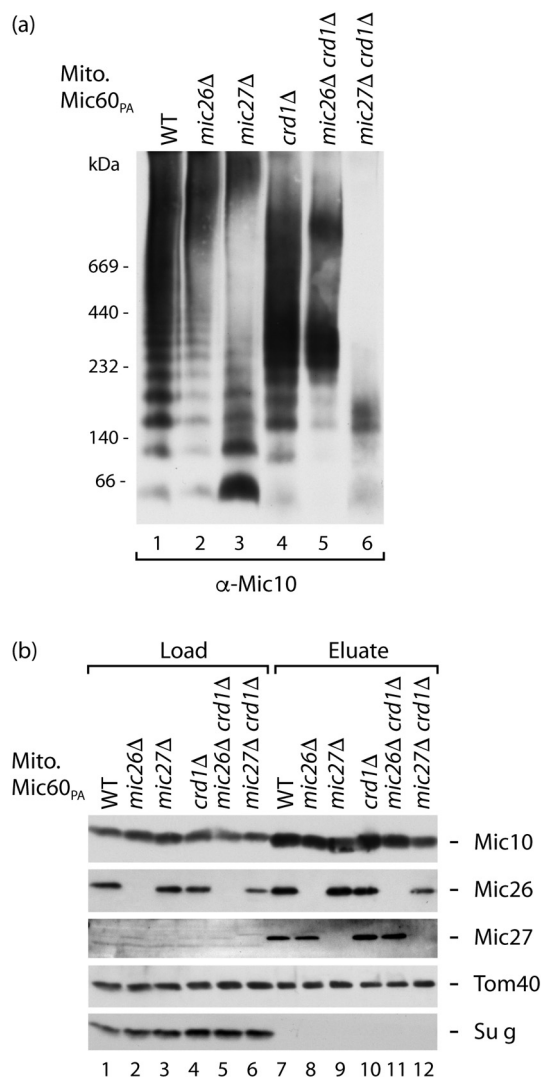 (a)
Mito.
Mic60PA
WT
mic26Δ
mic27Δ
crd1Δ
mic26Δ crd1Δ
mic27Δ crd1Δ
kDa
669 -
440 -
232 -
140 -
66 -
1 2 3 4 5 6
α-Mic10
(b)
Load Eluate
Mito.
Mic60PA
WT
mic26Δ
mic27Δ
crd1Δ
mic26Δ crd1Δ
mic27Δ crd1Δ
WT
mic26Δ
mic27Δ
crd1Δ
mic26Δ crd1Δ
mic27Δ crd1Δ
- Mic10
- Mic26
- Mic27
- Tom40
- Su g
1 2 3 4 5 6 7 8 9 10 11 12